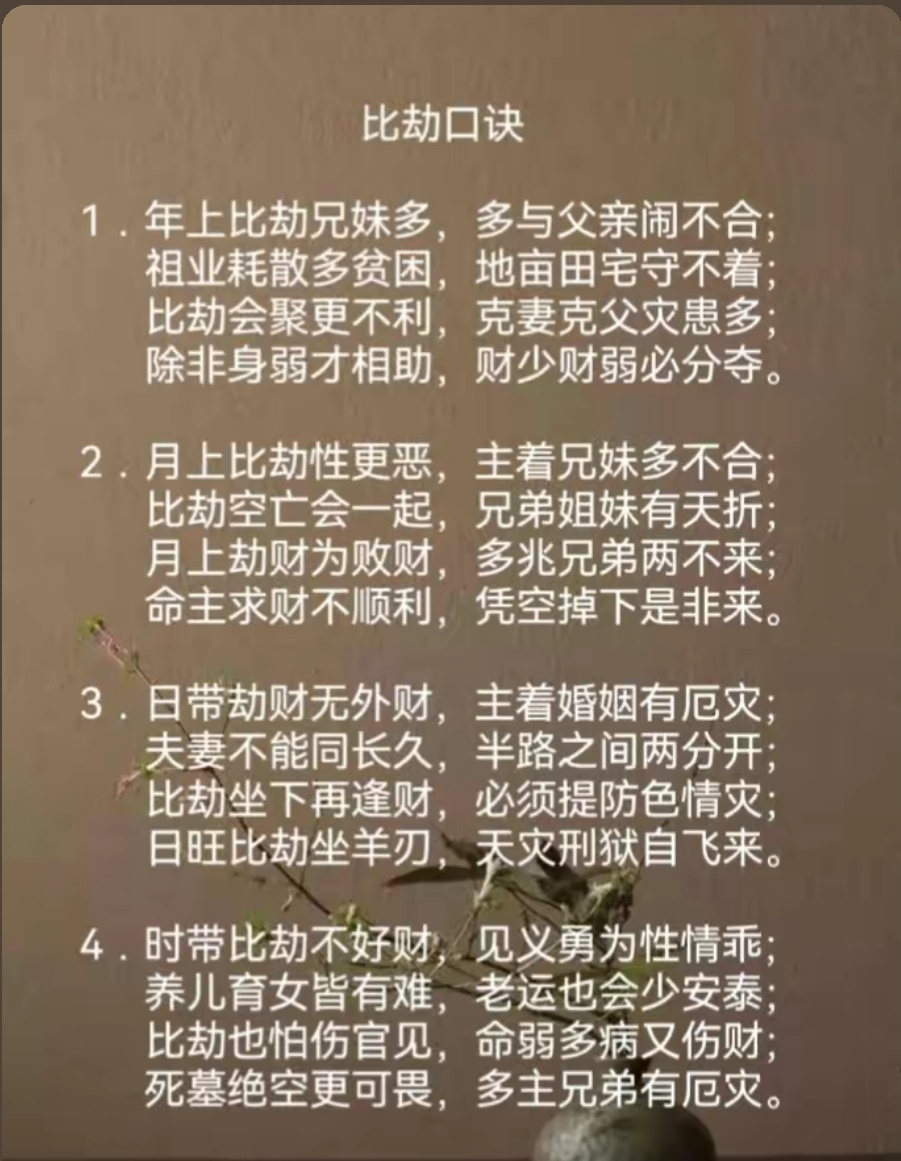 比劫口诀
1．年上比劫兄妹多，多与父亲闹不合；
祖业耗散多贫困，地亩田宅守不着；
比劫会聚更不利，克妻克父灾患多；
除非身弱才相助，财少财弱必分夺。
2．月上比劫性更恶，主着兄妹多不合；
比劫空亡会一起，兄弟姐妹有天折；
月上劫财为败财，多兆兄弟两不来；
命主求财不顺利，凭空掉下是非来。
3．日带劫财无外财，主着婚姻有厄灾；
夫妻不能同长久，半路之间两分开；
比劫坐下再逢财，必须提防色情灾；
日旺比劫坐羊刃，天灾刑狱自飞来。
4．时带比劫不好财，见义勇为性情乖；
养儿育女皆有难，老运也会少安泰；
比劫也怕伤官见，命弱多病又伤财；
死墓绝空更可畏，多主兄弟有厄灾。